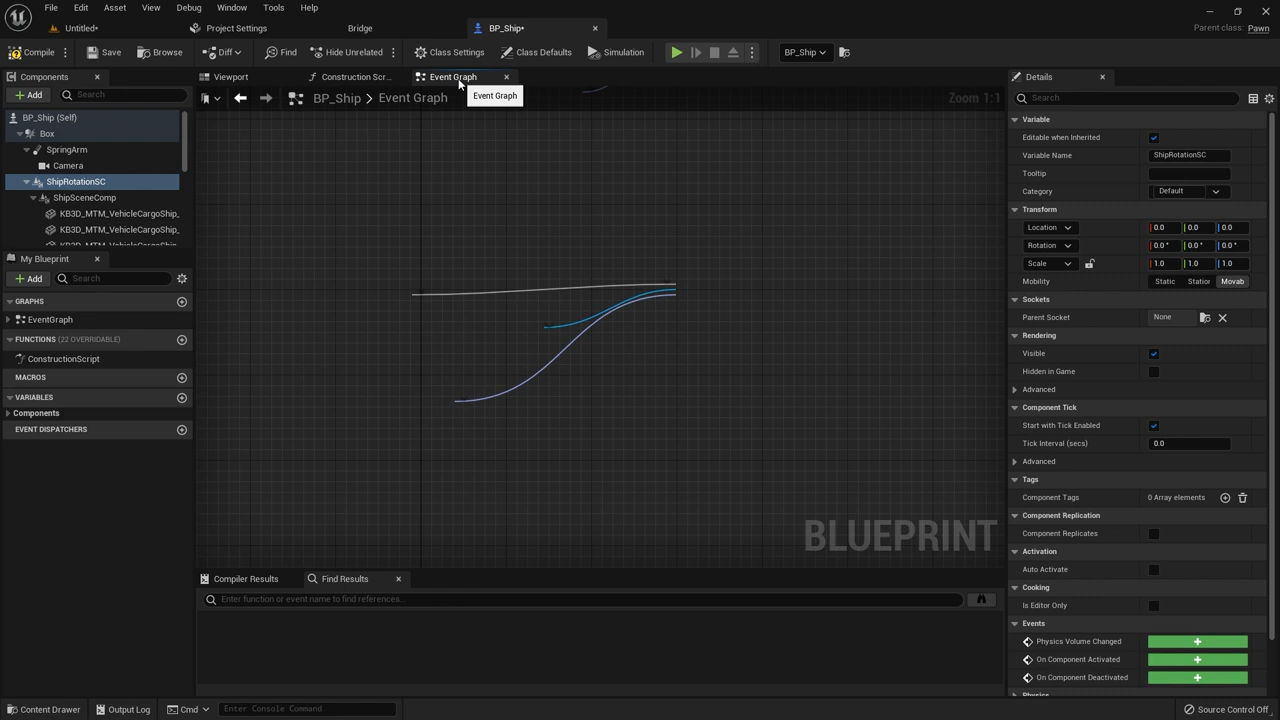 File Edit Asset View Debug Window Tools Help
Untitled•
Project Settings
Bridge
BP_Ship•
Parent class: Pawn
Compile
Save
Browse
Diff
Find
Hide Unrelated
Class Settings
Class Defaults
Simulation
BP_Ship
Components
Add
Search
BP_Ship (Self)
Box
SpringArm
Camera
ShipRotationSC
ShipSceneComp
KB3D_MTM_VehicleCargoShip_
KB3D_MTM_VehicleCargoShip_
KB3D_MTM_VehicleCargoShip
My Blueprint
Add
Search
GRAPHS
EventGraph
FUNCTIONS (22 OVERRIDABLE)
ConstructionScript
MACROS
VARIABLES
Components
EVENT DISPATCHERS
Viewport
Construction Scr...
Event Graph
BP_Ship > Event Graph
Event Graph
Zoom 1:1
BLUEPRINT
Compiler Results
Find Results
Enter function or event name to find references...
Details
Search
Variable
Editable when Inherited
Variable Name ShipRotationSC
Tooltip
Category Default
Transform
Location 0.0 0.0 0.0
Rotation 0.0 ° 0.0 ° 0.0 °
Scale 1.0 1.0 1.0
Mobility Static Station Movab
Sockets
Parent Socket None
Rendering
Visible
Hidden in Game
Advanced
Component Tick
Start with Tick Enabled
Tick Interval (secs) 0.0
Advanced
Tags
Component Tags 0 Array elements
Component Replication
Component Replicates
Activation
Auto Activate
Cooking
Is Editor Only
Events
Physics Volume Changed
On Component Activated
On Component Deactivated
Physics
Content Drawer
Output Log
Cmd
Enter Console Command
Source Control Off